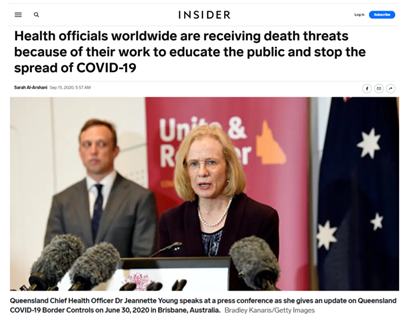 INSIDER
Log in
Subscribe
Health officials worldwide are receiving death threats
because of their work to educate the public and stop the
spread of COVID-19
Sarah Al-Arshani Sep 15, 2020, 5:57 AM
Unite &
Queensland Chief Health Officer Dr Jeannette Young speaks at a press conference as she gives an update on Queensland
COVID-19 Border Controls on June 30, 2020 in Brisbane, Australia. Bradley Kanaris/Getty Images